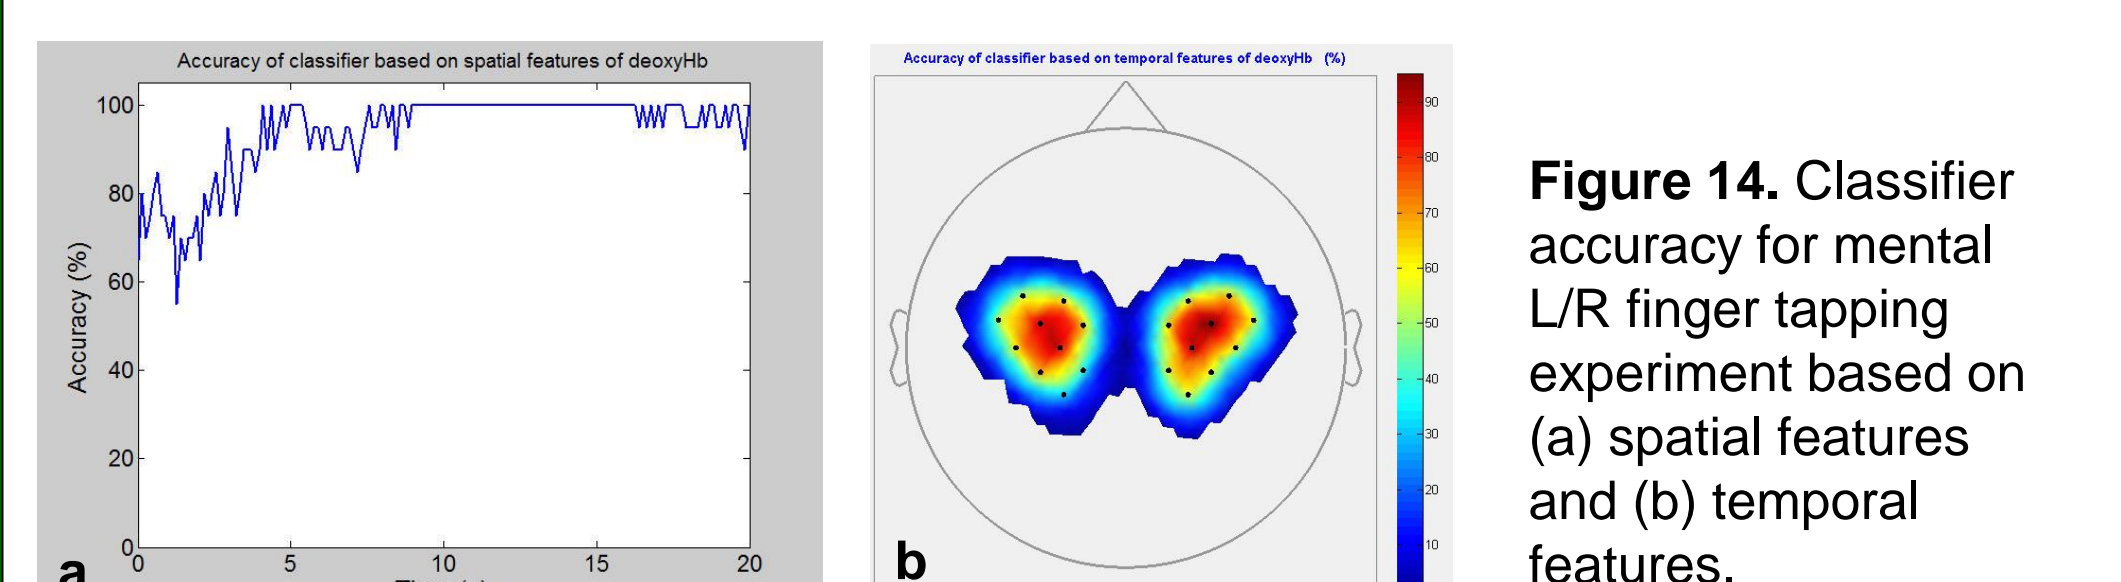 Accuracy of classifier based on spatial features of deoxyHb
100
80
60
40
20
0
Accuracy (%)
0 5 10 15 20
a
Accuracy of classifier based on temporal features of deoxyHb (%)
90
80
70
60
50
40
30
20
10
b
Figure 14. Classifier
accuracy for mental
L/R finger tapping
experiment based on
(a) spatial features
and (b) temporal
features.